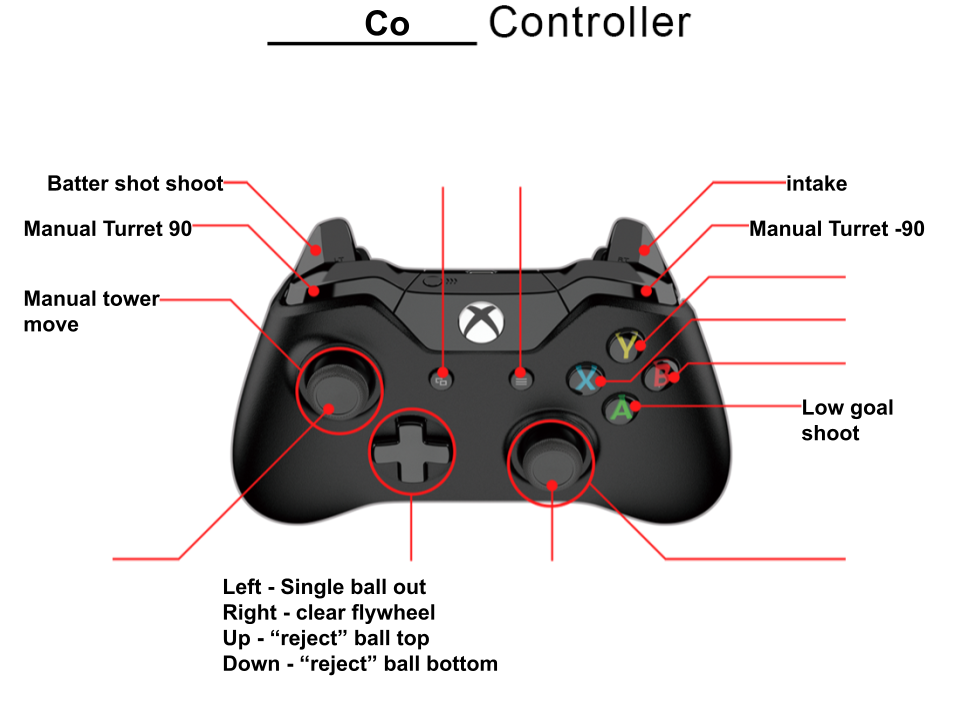 Co Controller
Batter shot shoot
intake
Manual Turret 90
Manual Turret -90
Manual tower
move
Y
X
B
A
Low goal
shoot
Left - Single ball out
Right - clear flywheel
Up - “reject” ball top
Down - “reject” ball bottom